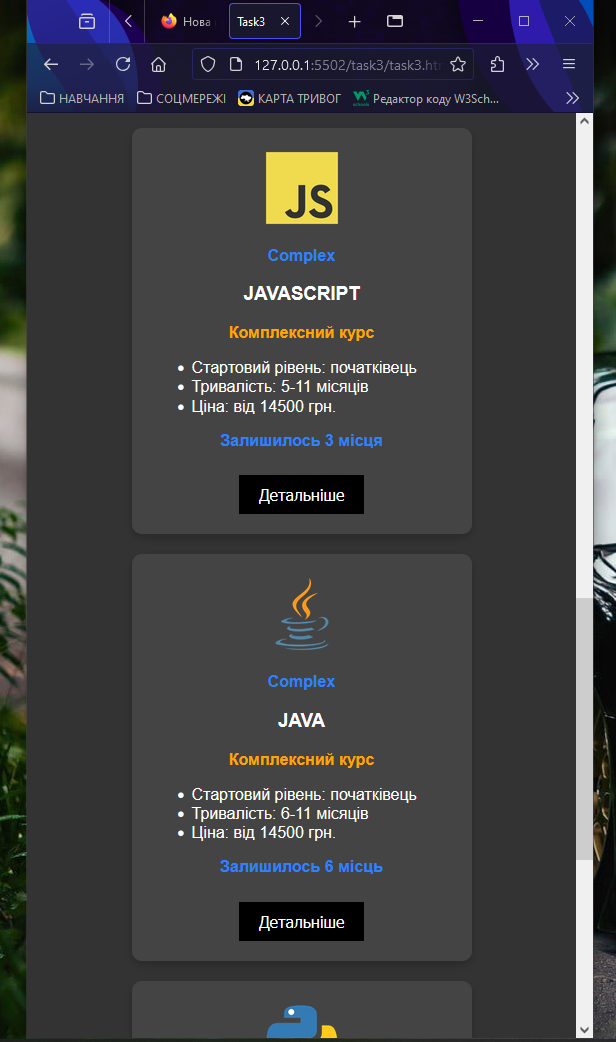 Нова
Task3
127.0.0.1:5502/task3/task3.htm
НАВЧАННЯ
СОЦМЕРЕЖІ
КАРТА ТРИВОГ
Редактор коду W3Sch...
JS
Complex
JAVASCRIPT
Комплексний курс
Стартовий рівень: початківець
Тривалість: 5-11 місяців
Ціна: від 14500 грн.
Залишилось 3 місця
Детальніше
Complex
JAVA
Комплексний курс
Стартовий рівень: початківець
Тривалість: 6-11 місяців
Ціна: від 14500 грн.
Залишилось 6 місць
Детальніше